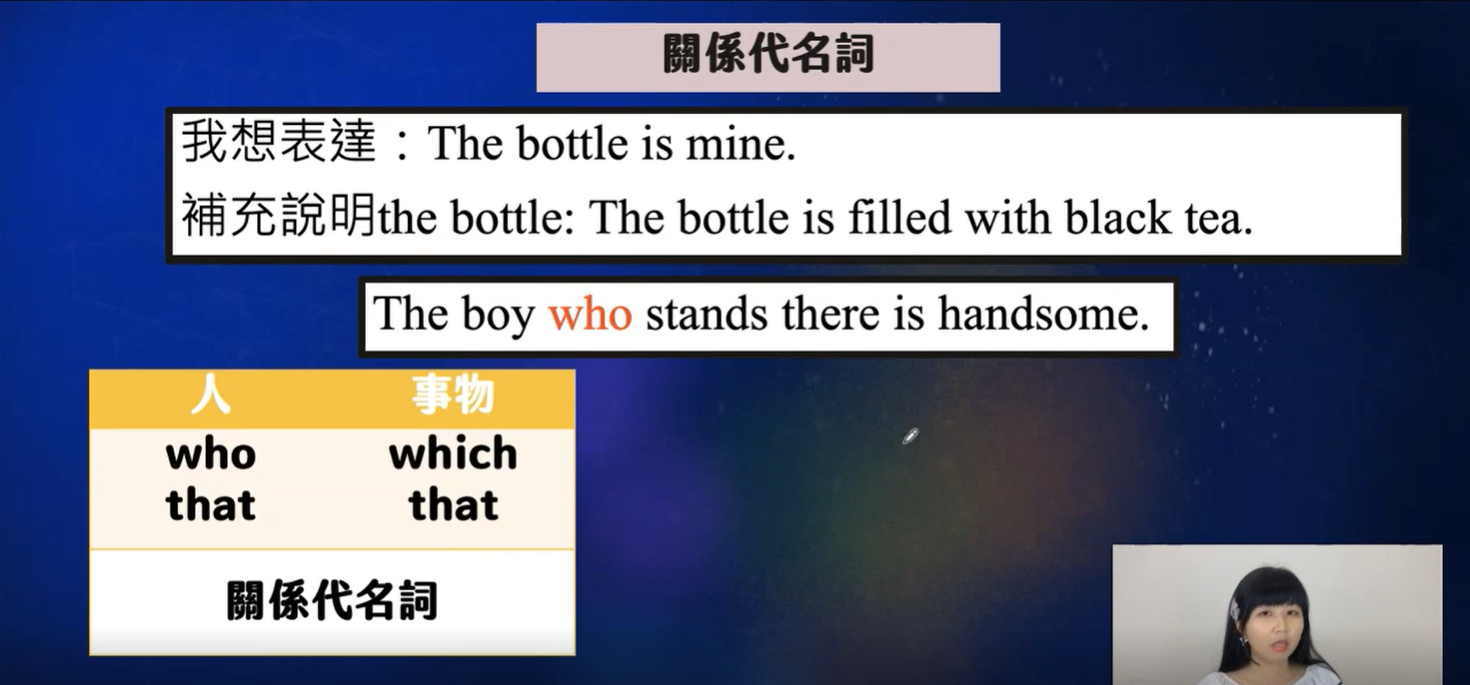 關係代名詞
我想表達：The bottle is mine.
補充說明the bottle: The bottle is filled with black tea.
The boy who stands there is handsome.
人 事物
who which
that that
關係代名詞